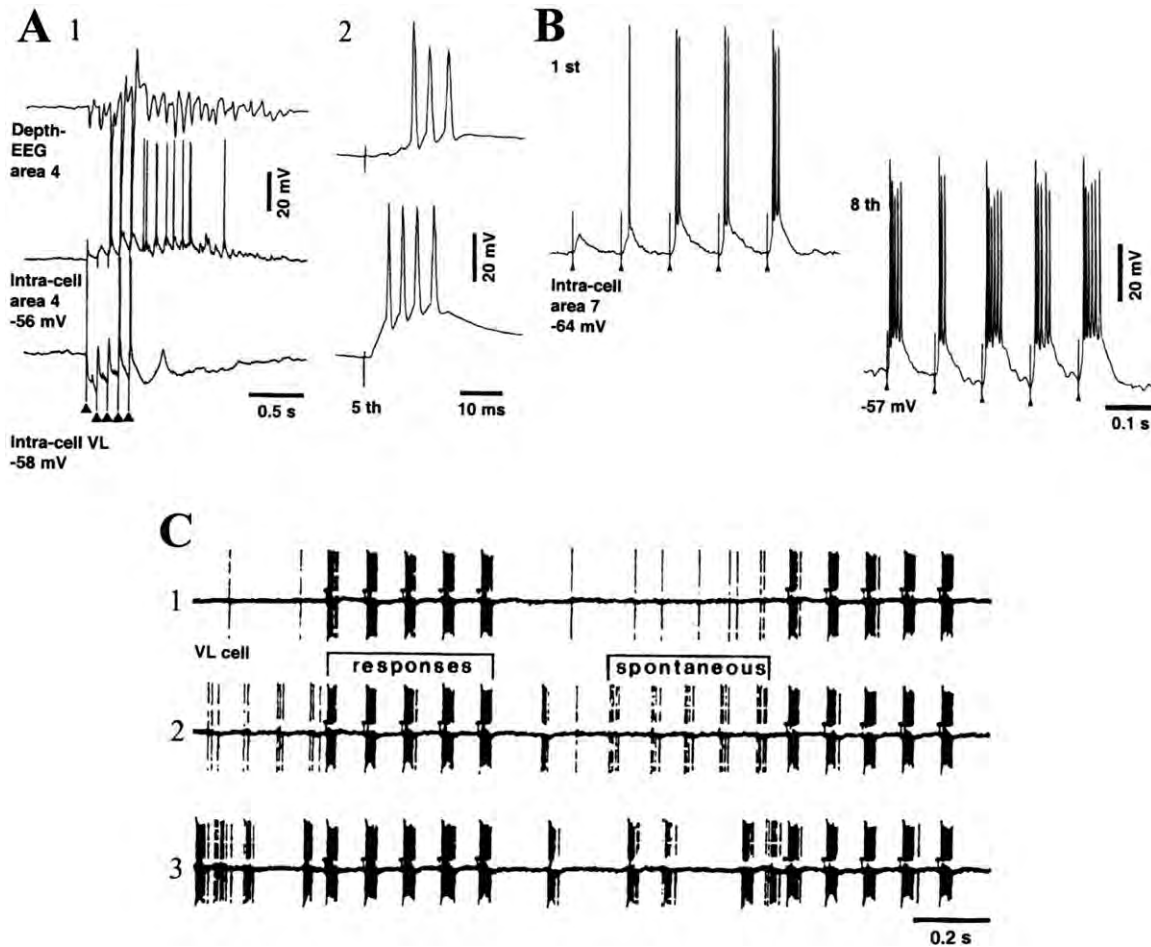 A
1
Depth-
EEG
area 4
20 mV
Intra-cell
area 4
-56 mV
0.5 s
Intra-cell VL
-58 mV
2
20 mV
5 th
10 ms
B
1 st
Intra-cell
area 7
-64 mV
8 th
20 mV
-57 mV
0.1 s
C
1
VL cell
responses
spontaneous
2
3
0.2 s